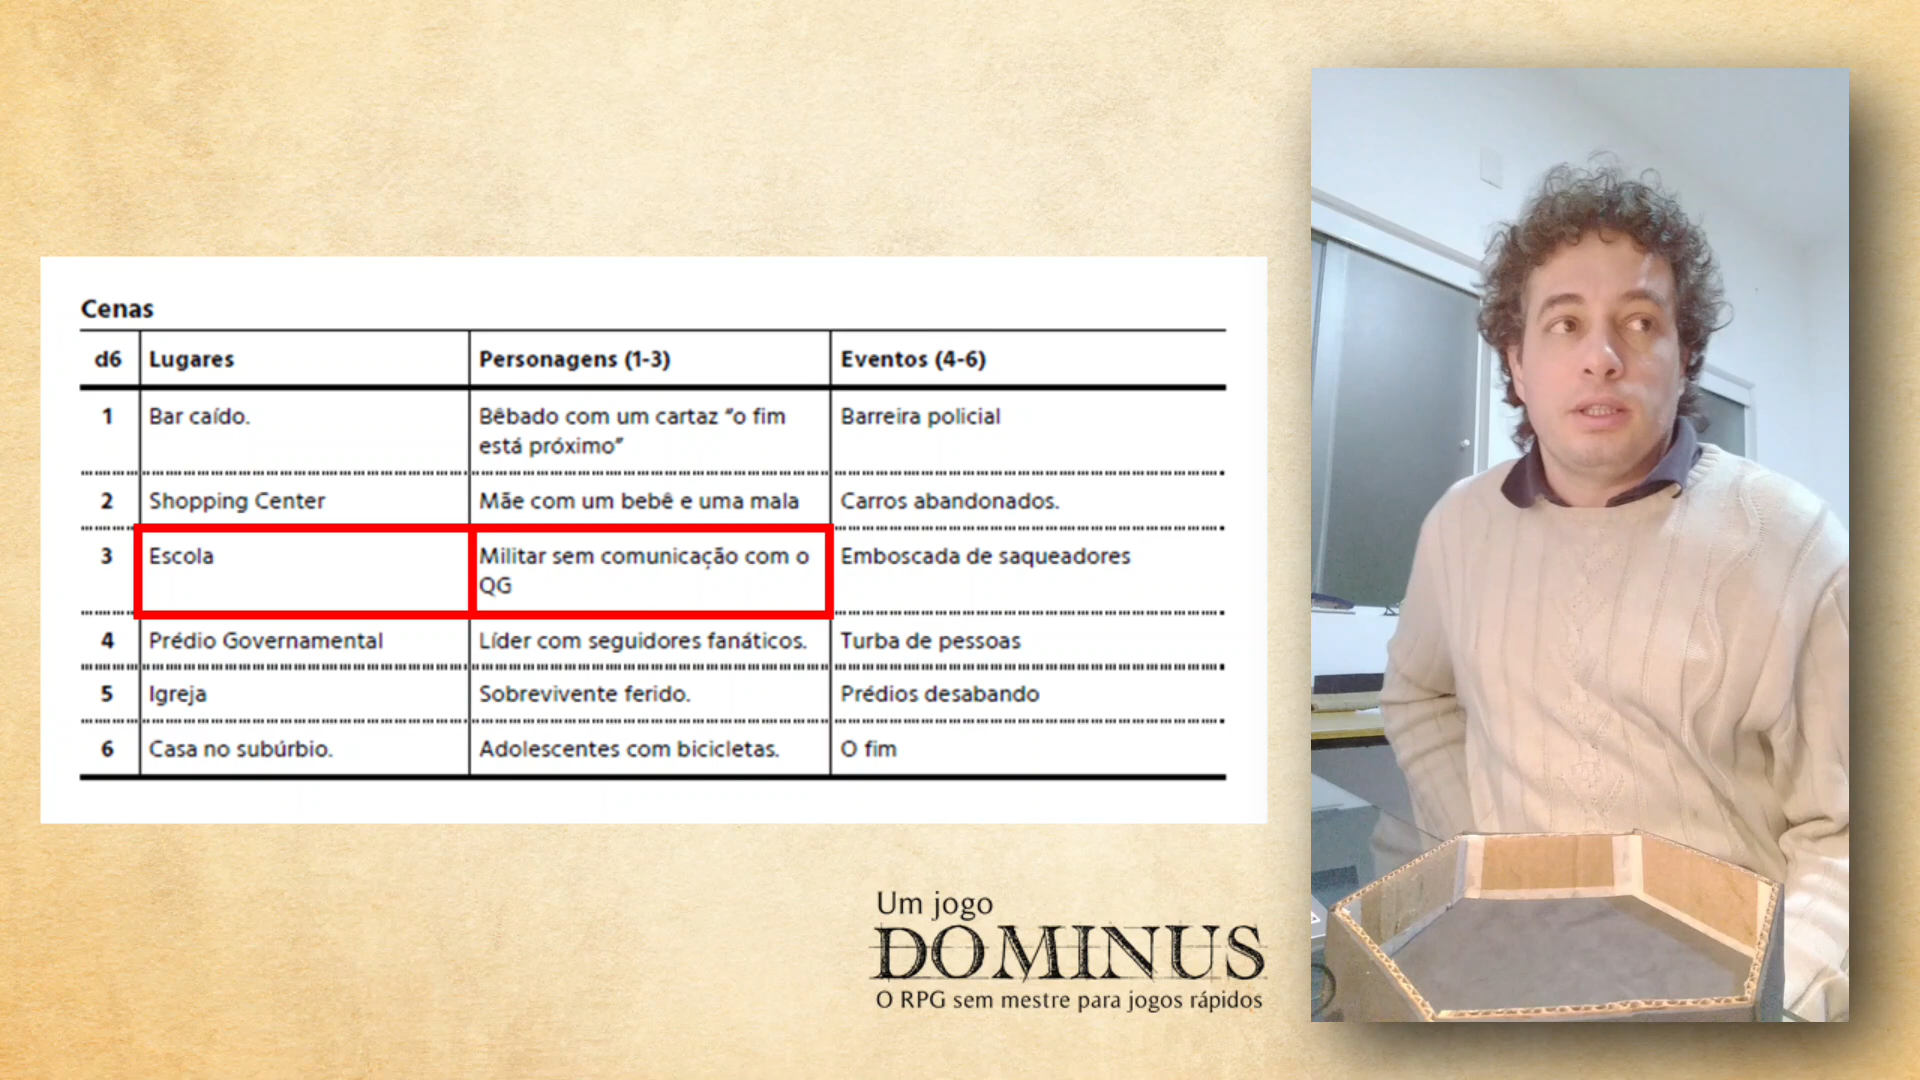 Cenas
d6 Lugares Personagens (1-3) Eventos (4-6)
1 Bar caído. Bêbado com um cartaz “o fim está próximo” Barreira policial
2 Shopping Center Mãe com um bebê e uma mala Carros abandonados.
3 Escola Militar sem comunicação com o QG Emboscada de saqueadores
4 Prédio Governamental Líder com seguidores fanáticos. Turba de pessoas
5 Igreja Sobrevivente ferido. Prédios desabando
6 Casa no subúrbio. Adolescentes com bicicletas. O fim
Um jogo
DOMINUS
O RPG sem mestre para jogos rápidos